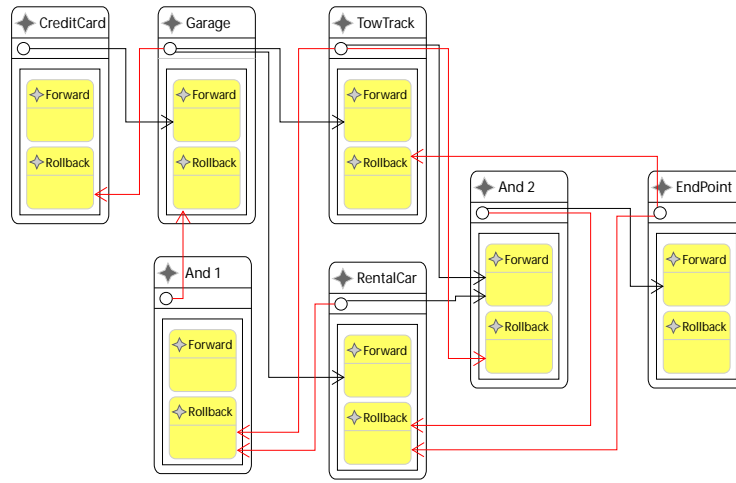 CreditCard
Forward
Rollback
Garage
Forward
Rollback
TowTrack
Forward
Rollback
And 2
Forward
Rollback
EndPoint
Forward
Rollback
And 1
Forward
Rollback
RentalCar
Forward
Rollback